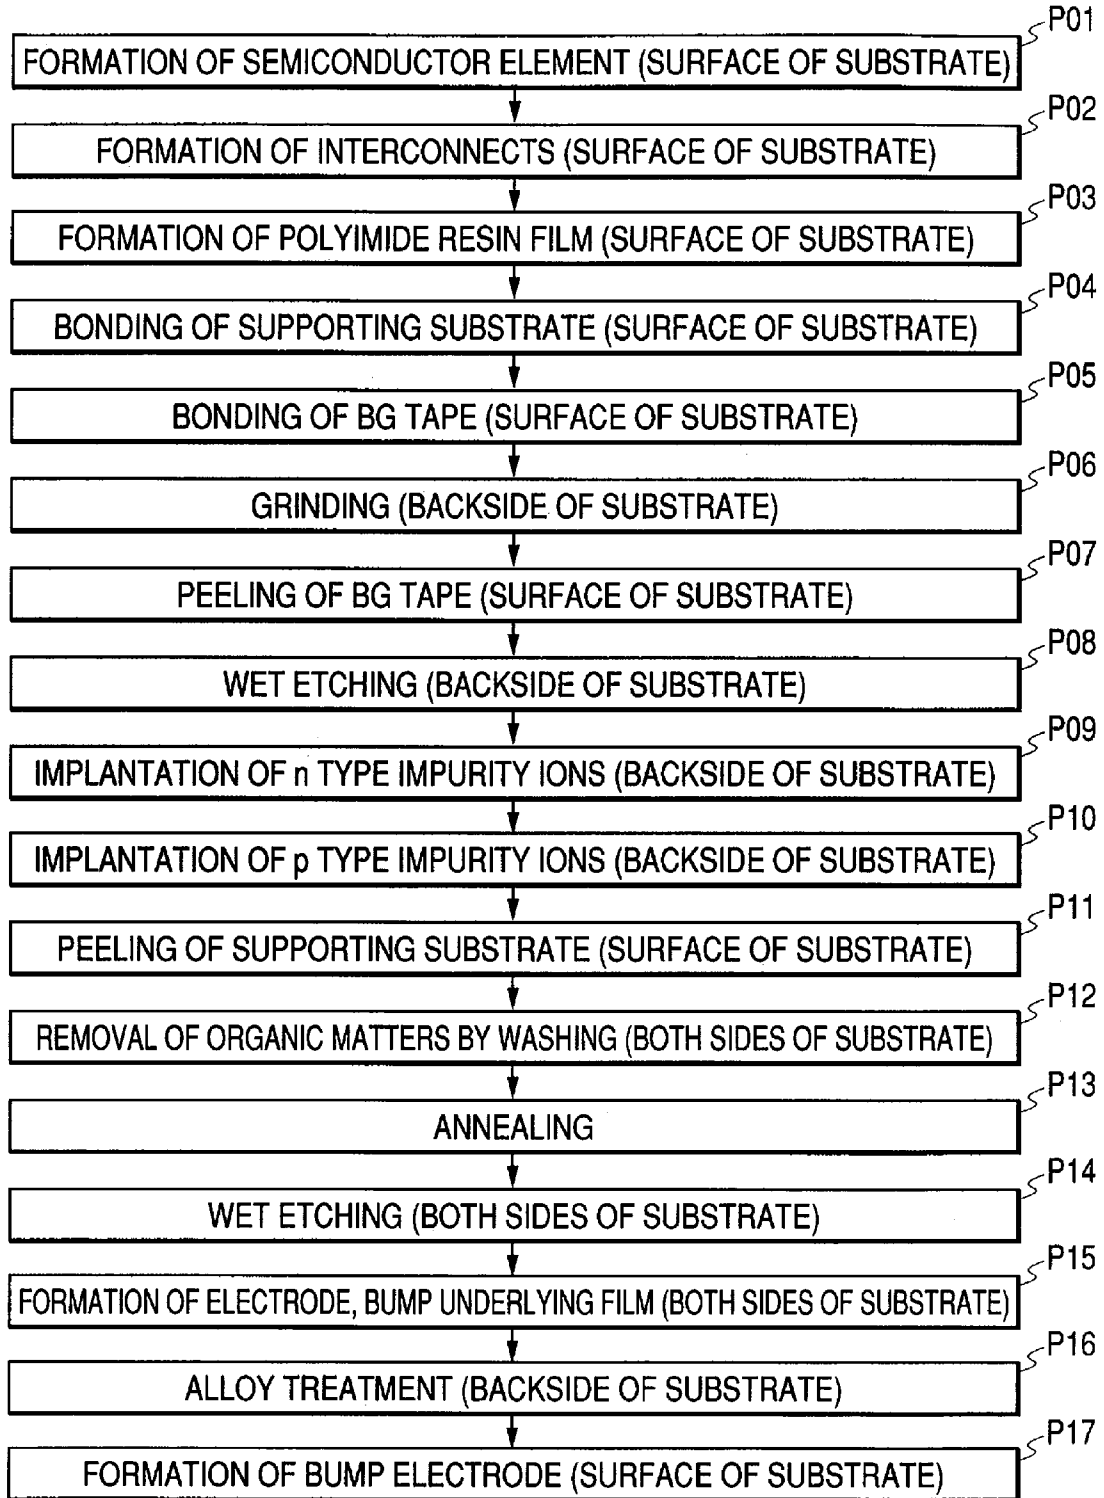 P01
FORMATION OF SEMICONDUCTOR ELEMENT (SURFACE OF SUBSTRATE)
P02
FORMATION OF INTERCONNECTS (SURFACE OF SUBSTRATE)
P03
FORMATION OF POLYIMIDE RESIN FILM (SURFACE OF SUBSTRATE)
P04
BONDING OF SUPPORTING SUBSTRATE (SURFACE OF SUBSTRATE)
P05
BONDING OF BG TAPE (SURFACE OF SUBSTRATE)
P06
GRINDING (BACKSIDE OF SUBSTRATE)
P07
PEELING OF BG TAPE (SURFACE OF SUBSTRATE)
P08
WET ETCHING (BACKSIDE OF SUBSTRATE)
P09
IMPLANTATION OF n TYPE IMPURITY IONS (BACKSIDE OF SUBSTRATE)
P10
IMPLANTATION OF p TYPE IMPURITY IONS (BACKSIDE OF SUBSTRATE)
P11
PEELING OF SUPPORTING SUBSTRATE (SURFACE OF SUBSTRATE)
P12
REMOVAL OF ORGANIC MATTERS BY WASHING (BOTH SIDES OF SUBSTRATE)
P13
ANNEALING
P14
WET ETCHING (BOTH SIDES OF SUBSTRATE)
P15
FORMATION OF ELECTRODE, BUMP UNDERLYING FILM (BOTH SIDES OF SUBSTRATE)
P16
ALLOY TREATMENT (BACKSIDE OF SUBSTRATE)
P17
FORMATION OF BUMP ELECTRODE (SURFACE OF SUBSTRATE)